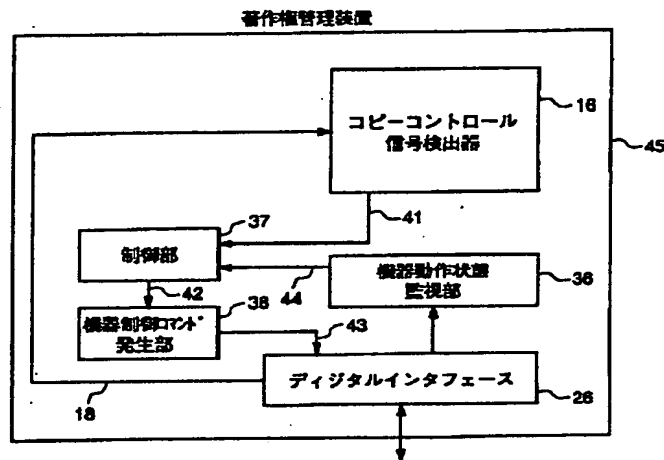 著作権管理装置
コピーコントロール
信号検出器
16
45
41
37
制御部
44
機器動作状態
監視部
36
42
38
機器制御コマンド
発生部
43
ディジタルインタフェース
26
18